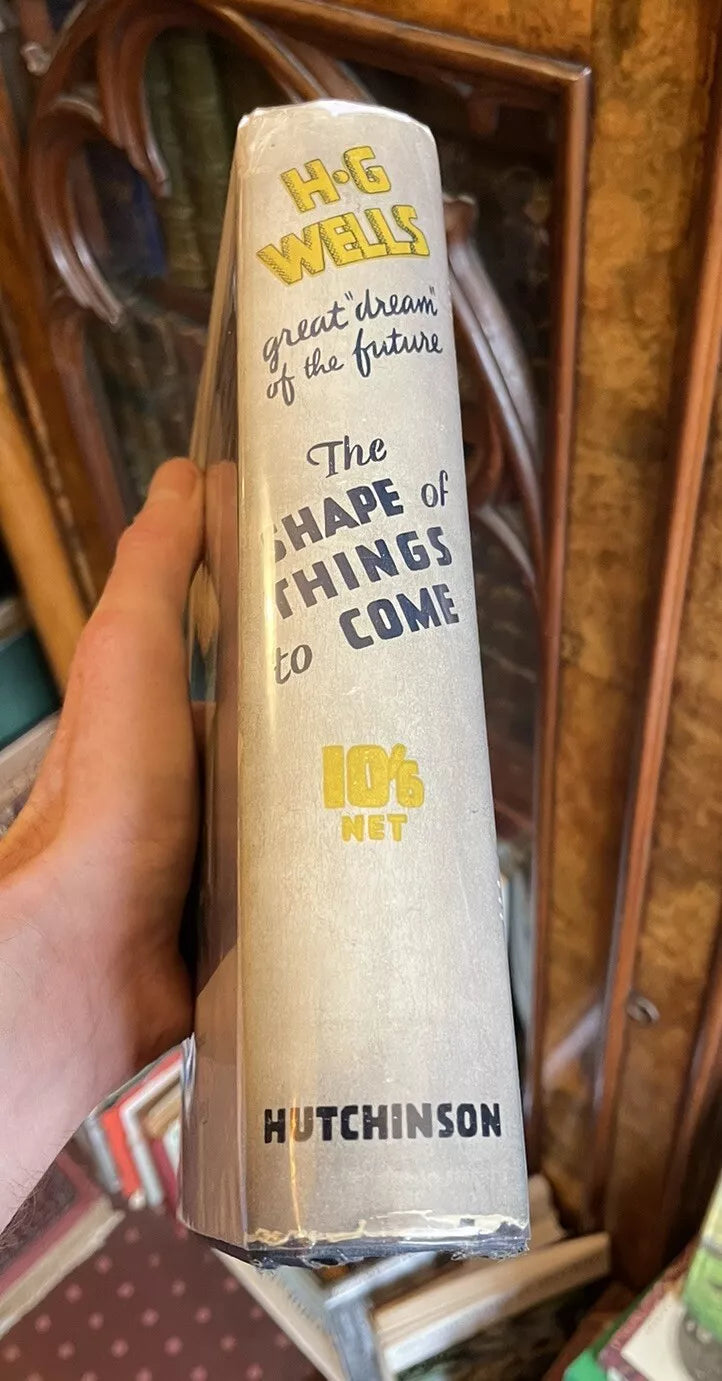 H·G
WELLS
great "dream"
of the future
The
SHAPE of
THINGS
to COME
10/6
NET
HUTCHINSON